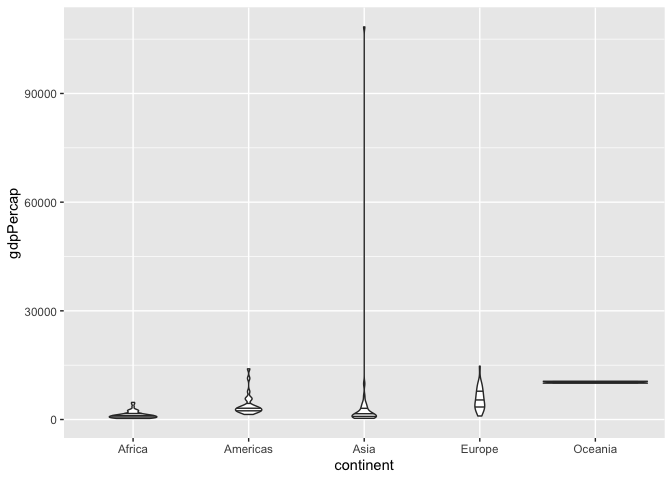 90000
60000
30000
0
gdpPercap
Africa
Americas
Asia
Europe
Oceania
continent